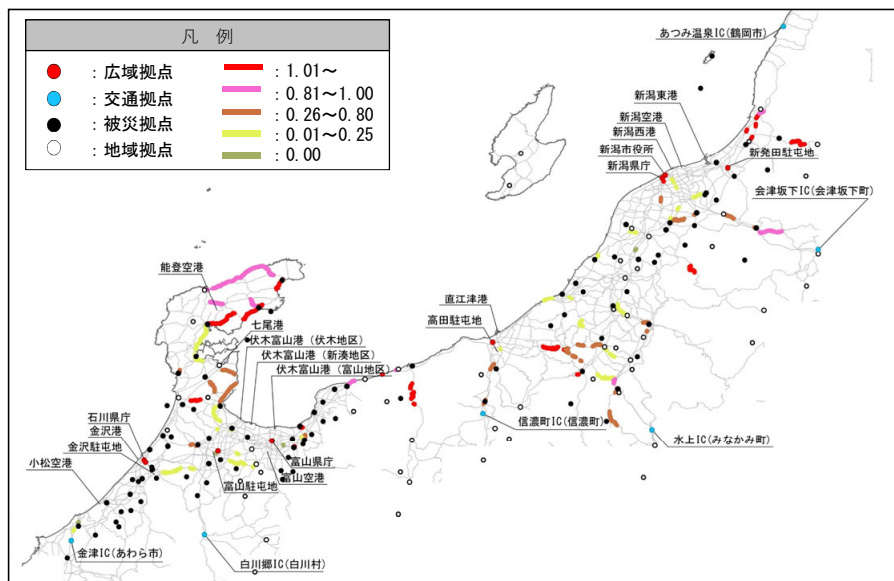 凡 例
：広域拠点
：交通拠点
：被災拠点
：地域拠点
：1.01～
：0.81～1.00
：0.26～0.80
：0.01～0.25
：0.00
あつみ温泉IC(鶴岡市)
新潟東港
新潟空港
新潟西港
新潟市役所
新潟県庁
新発田駐屯地
会津坂下IC(会津坂下町)
能登空港
七尾港
直江津港
高田駐屯地
伏木富山港（伏木地区）
伏木富山港（新湊地区）
伏木富山港（富山地区）
石川県庁
金沢港
金沢駐屯地
小松空港
富山県庁
富山空港
富山駐屯地
信濃町IC(信濃町)
水上IC(みなかみ町)
金津IC(あわら市)
白川郷IC(白川村)